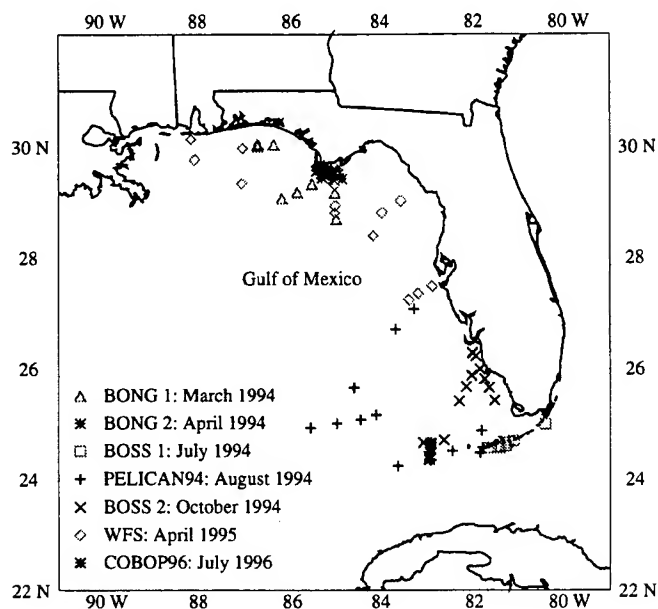 90 W 88 86 84 82 80 W
30 N 30 N
28 28
Gulf of Mexico
26 26
BONG 1: March 1994
BONG 2: April 1994
BOSS 1: July 1994
24 N 24 N
PELICAN94: August 1994
BOSS 2: October 1994
WFS: April 1995
COBOP96: July 1996
22 N 22 N
90 W 88 86 84 82 80 W